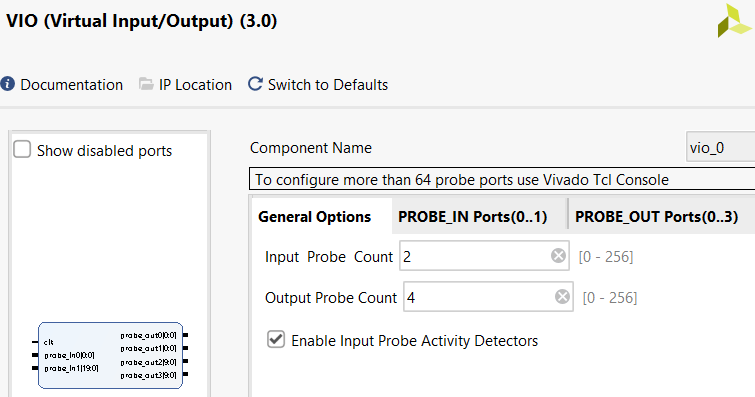 VIO (Virtual Input/Output) (3.0)
Documentation IP Location Switch to Defaults
Show disabled ports
Component Name vio_0
To configure more than 64 probe ports use Vivado Tcl Console
General Options PROBE_IN Ports(0..1) PROBE_OUT Ports(0..3)
Input Probe Count 2 [0 - 256]
Output Probe Count 4 [0 - 256]
Enable Input Probe Activity Detectors
clk
probe_in0[0:0]
probe_in1[19:0]
probe_out0[0:0]
probe_out1[0:0]
probe_out2[9:0]
probe_out3[9:0]